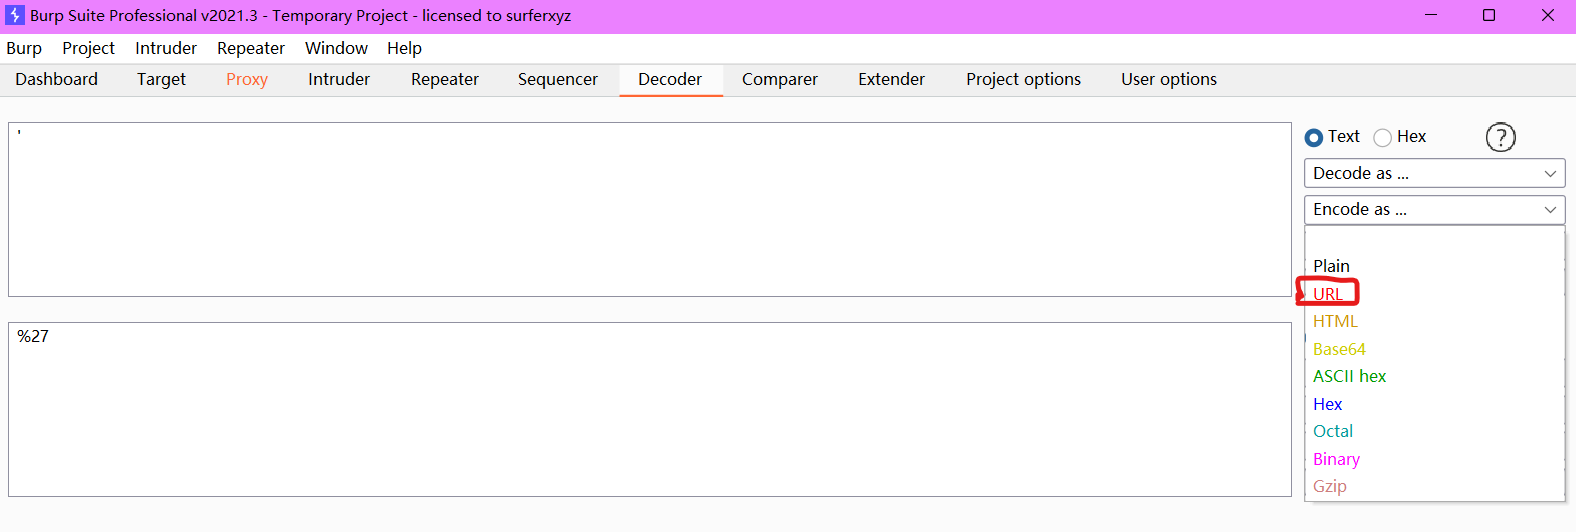 Burp Suite Professional v2021.3 - Temporary Project - licensed to surferxyz
Burp Project Intruder Repeater Window Help
Dashboard Target Proxy Intruder Repeater Sequencer Decoder Comparer Extender Project options User options
'
Text Hex ?
Decode as ...
Encode as ...
Plain
URL
HTML
Base64
ASCII hex
Hex
Octal
Binary
Gzip
%27